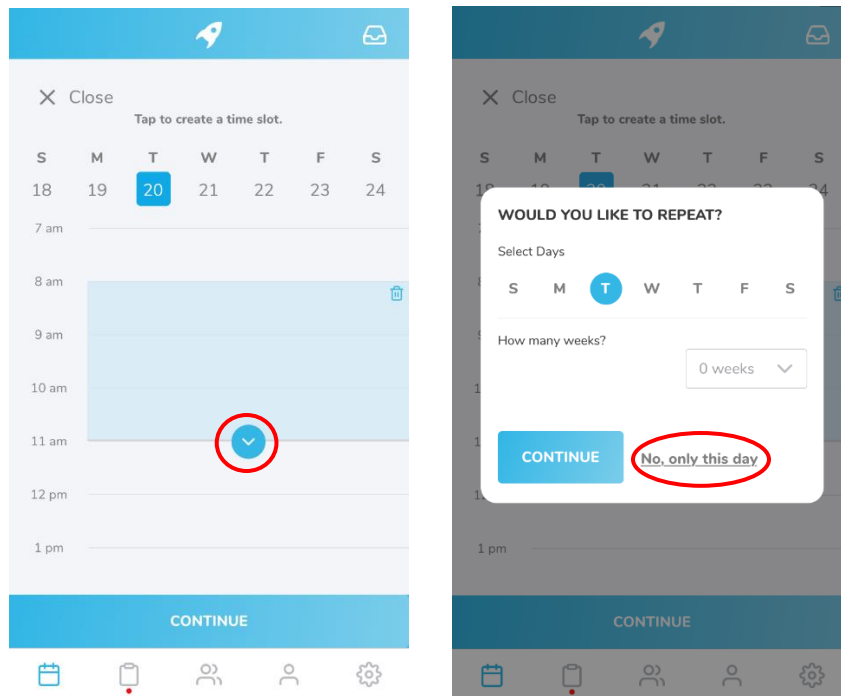 Close
Tap to create a time slot.
S M T W T F S
18 19 20 21 22 23 24
7 am
8 am
9 am
10 am
11 am
12 pm
1 pm
CONTINUE
Close
Tap to create a time slot.
S M T W T F S
WOULD YOU LIKE TO REPEAT?
Select Days
S M T W T F S
How many weeks?
0 weeks
CONTINUE No, only this day
1 pm
CONTINUE